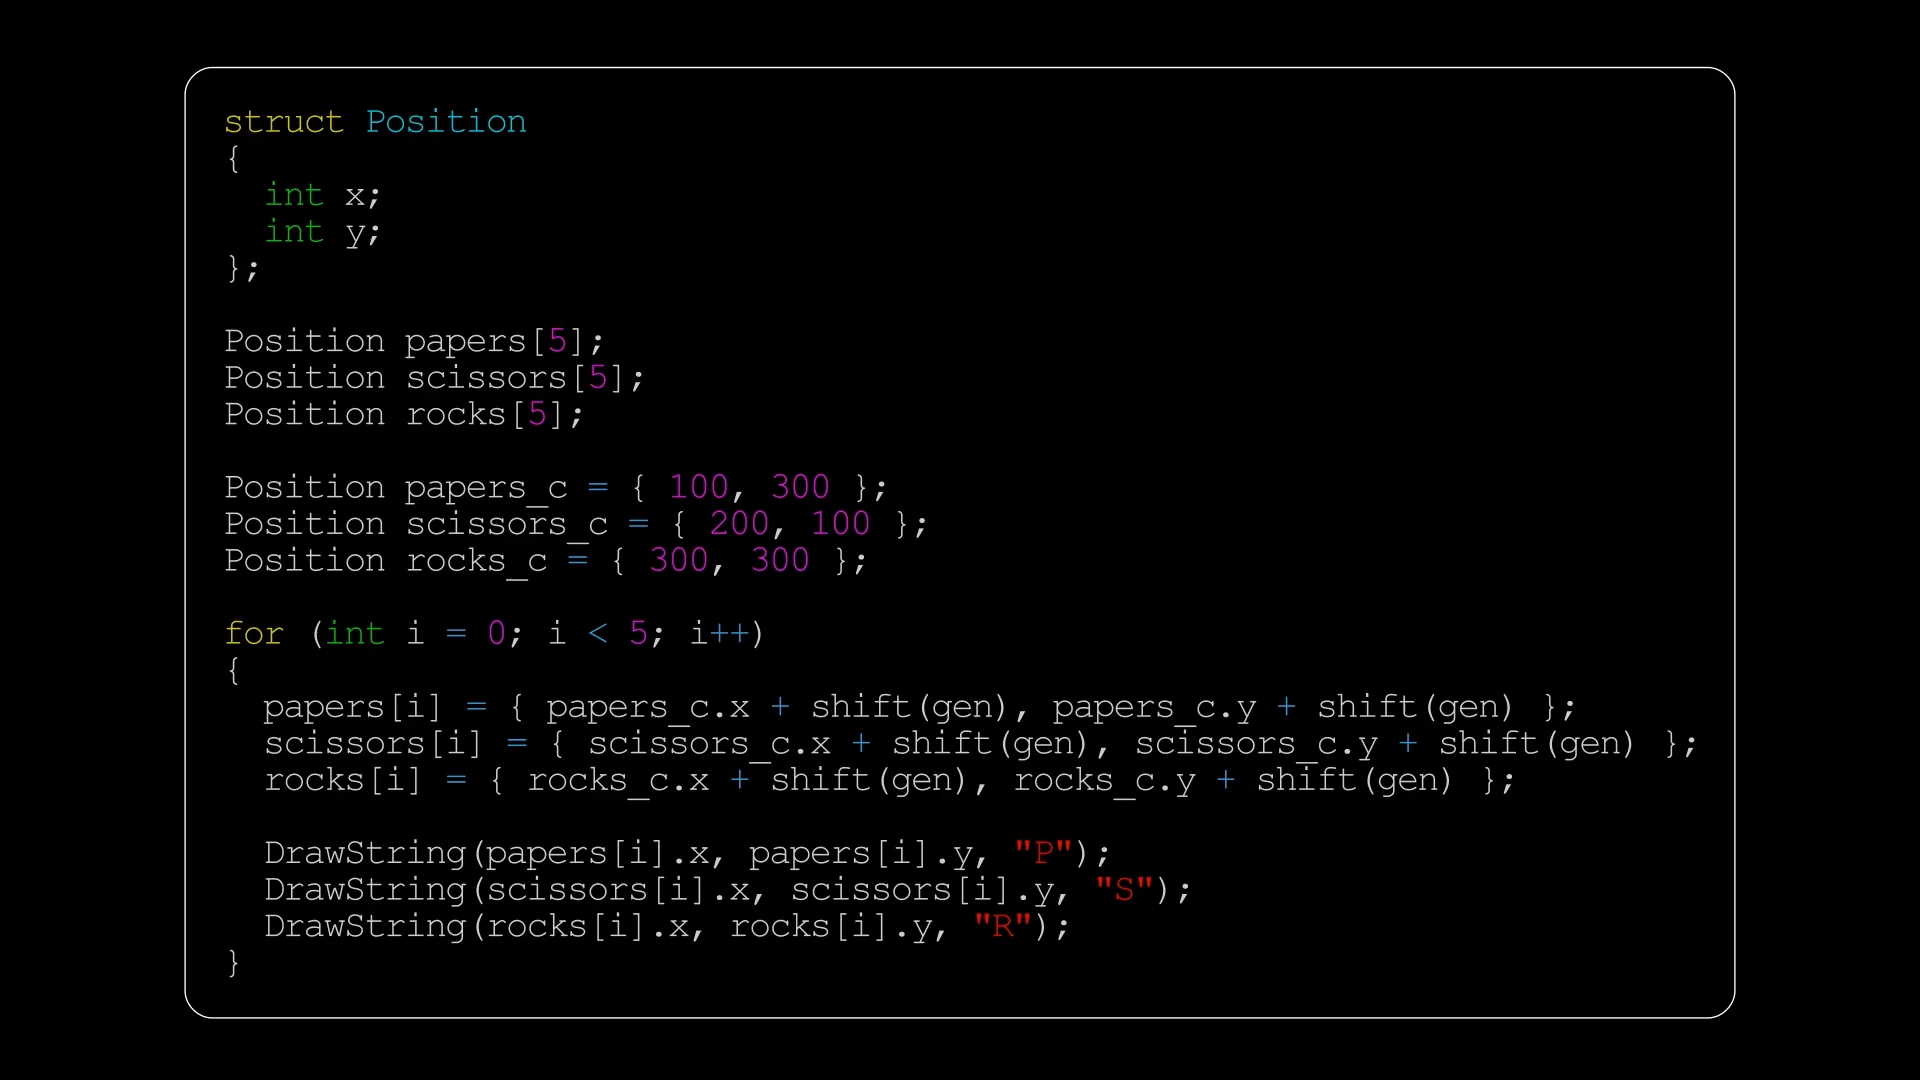 struct Position
{
  int x;
  int y;
};

Position papers[5];
Position scissors[5];
Position rocks[5];

Position papers_c = { 100, 300 };
Position scissors_c = { 200, 100 };
Position rocks_c = { 300, 300 };

for (int i = 0; i < 5; i++)
{
  papers[i] = { papers_c.x + shift(gen), papers_c.y + shift(gen) };
  scissors[i] = { scissors_c.x + shift(gen), scissors_c.y + shift(gen) };
  rocks[i] = { rocks_c.x + shift(gen), rocks_c.y + shift(gen) };

  DrawString(papers[i].x, papers[i].y, "P");
  DrawString(scissors[i].x, scissors[i].y, "S");
  DrawString(rocks[i].x, rocks[i].y, "R");
}